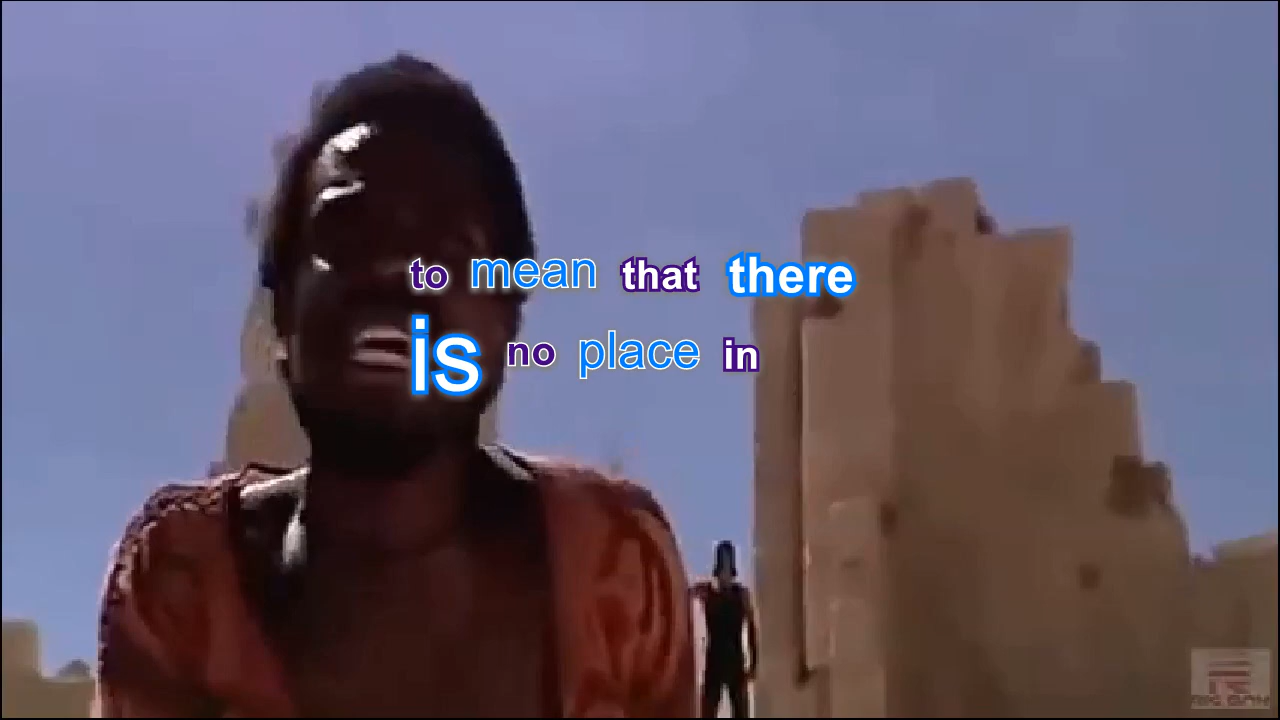 to mean that there
is no place in